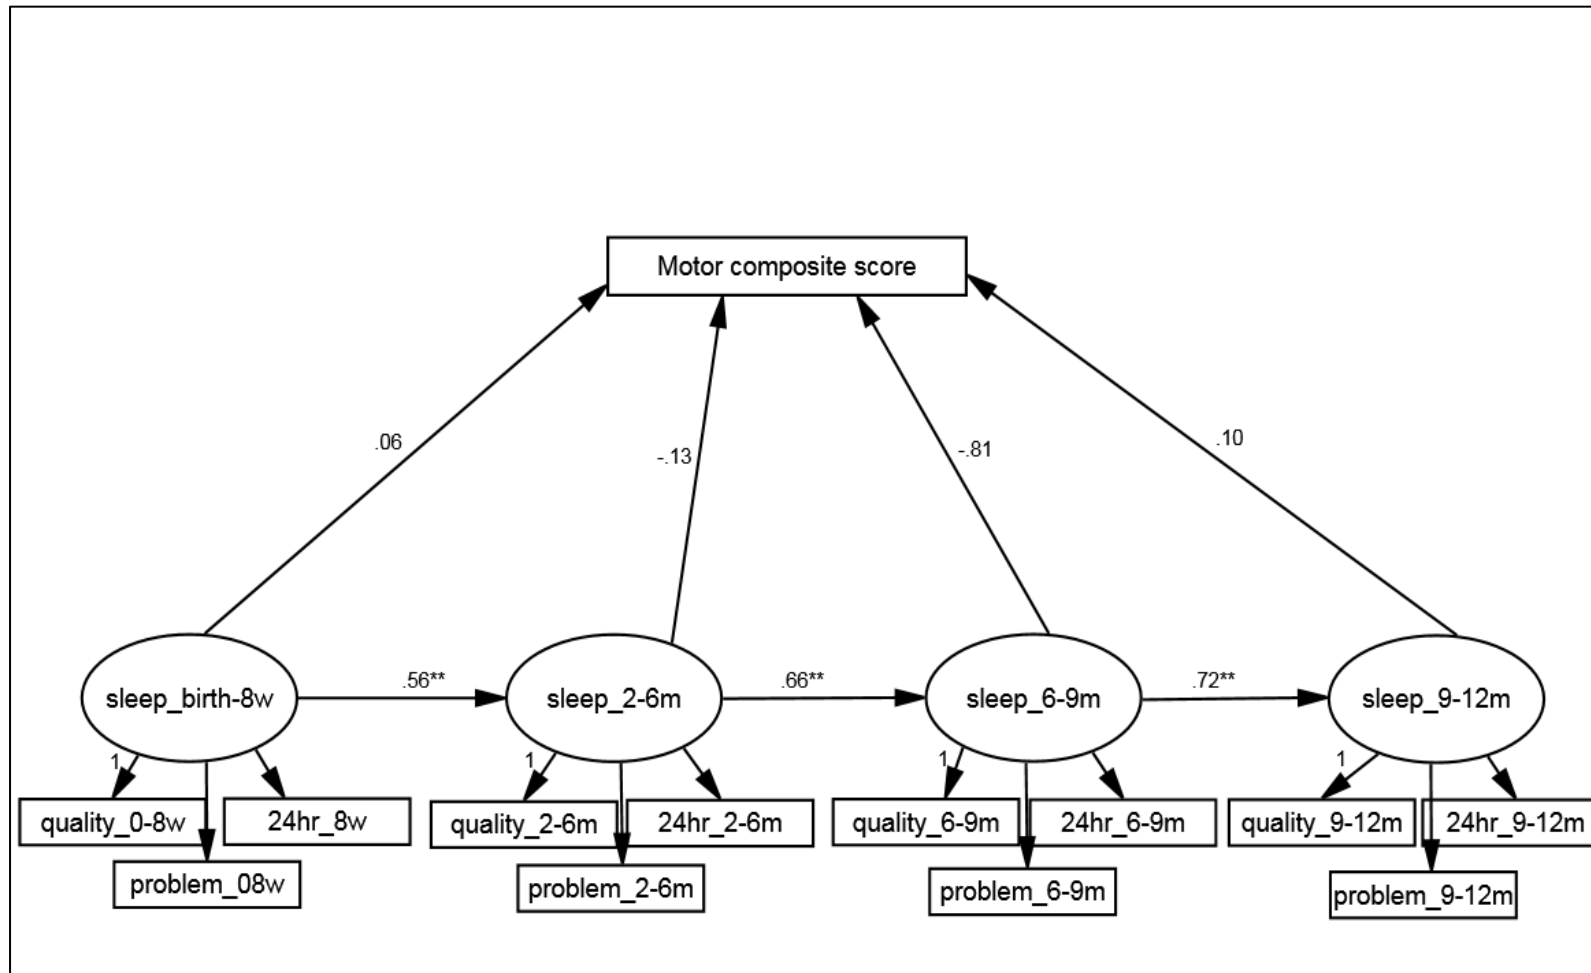 Motor composite score
.06
-.13
-.81
.10
sleep_birth-8w
.56**
sleep_2-6m
.66**
sleep_6-9m
.72**
sleep_9-12m
1
1
1
1
quality_0-8w
24hr_8w
quality_2-6m
24hr_2-6m
quality_6-9m
24hr_6-9m
quality_9-12m
24hr_9-12m
problem_08w
problem_2-6m
problem_6-9m
problem_9-12m